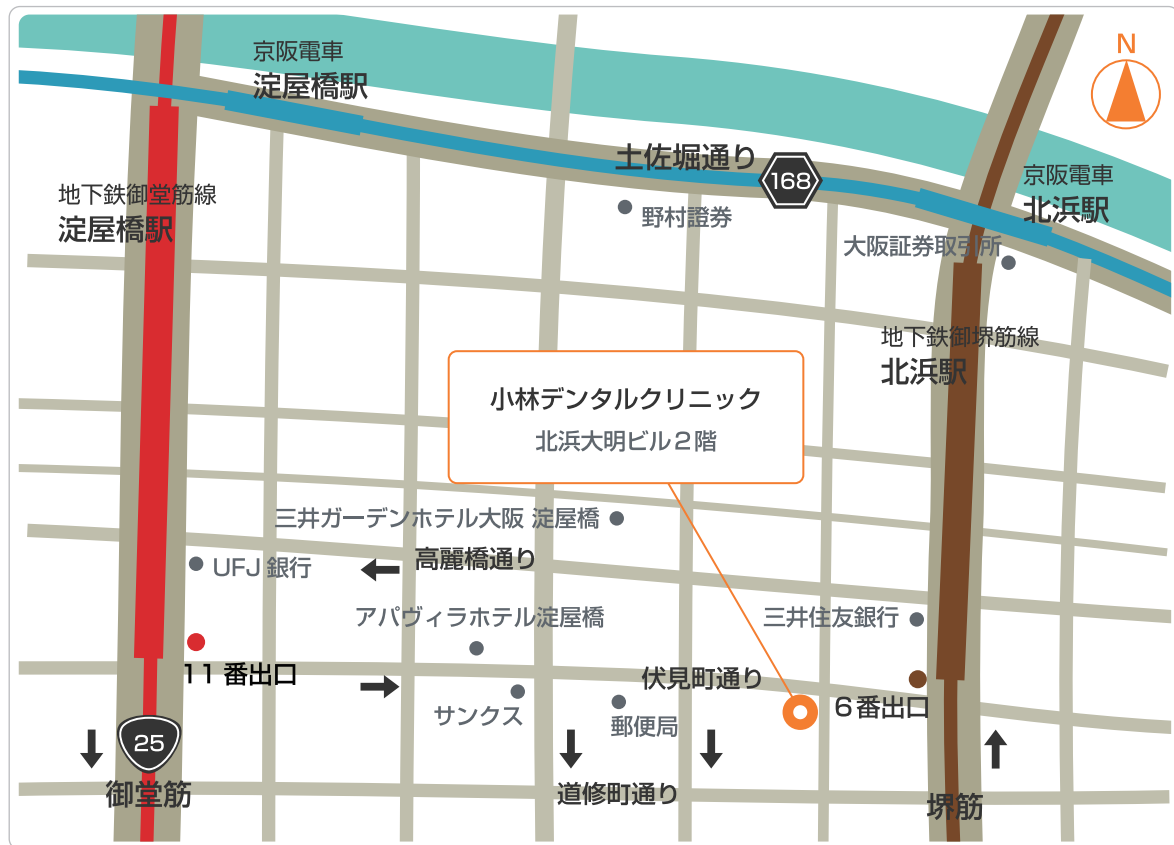 N
京阪電車
淀屋橋駅
土佐堀通り
168
京阪電車
北浜駅
地下鉄御堂筋線
淀屋橋駅
野村證券
大阪証券取引所
地下鉄御堺筋線
北浜駅
小林デンタルクリニック
北浜大明ビル2階
三井ガーデンホテル大阪 淀屋橋
高麗橋通り
UFJ 銀行
アパヴィラホテル淀屋橋
三井住友銀行
11 番出口
伏見町通り
サンクス
郵便局
6番出口
25
御堂筋
道修町通り
堺筋